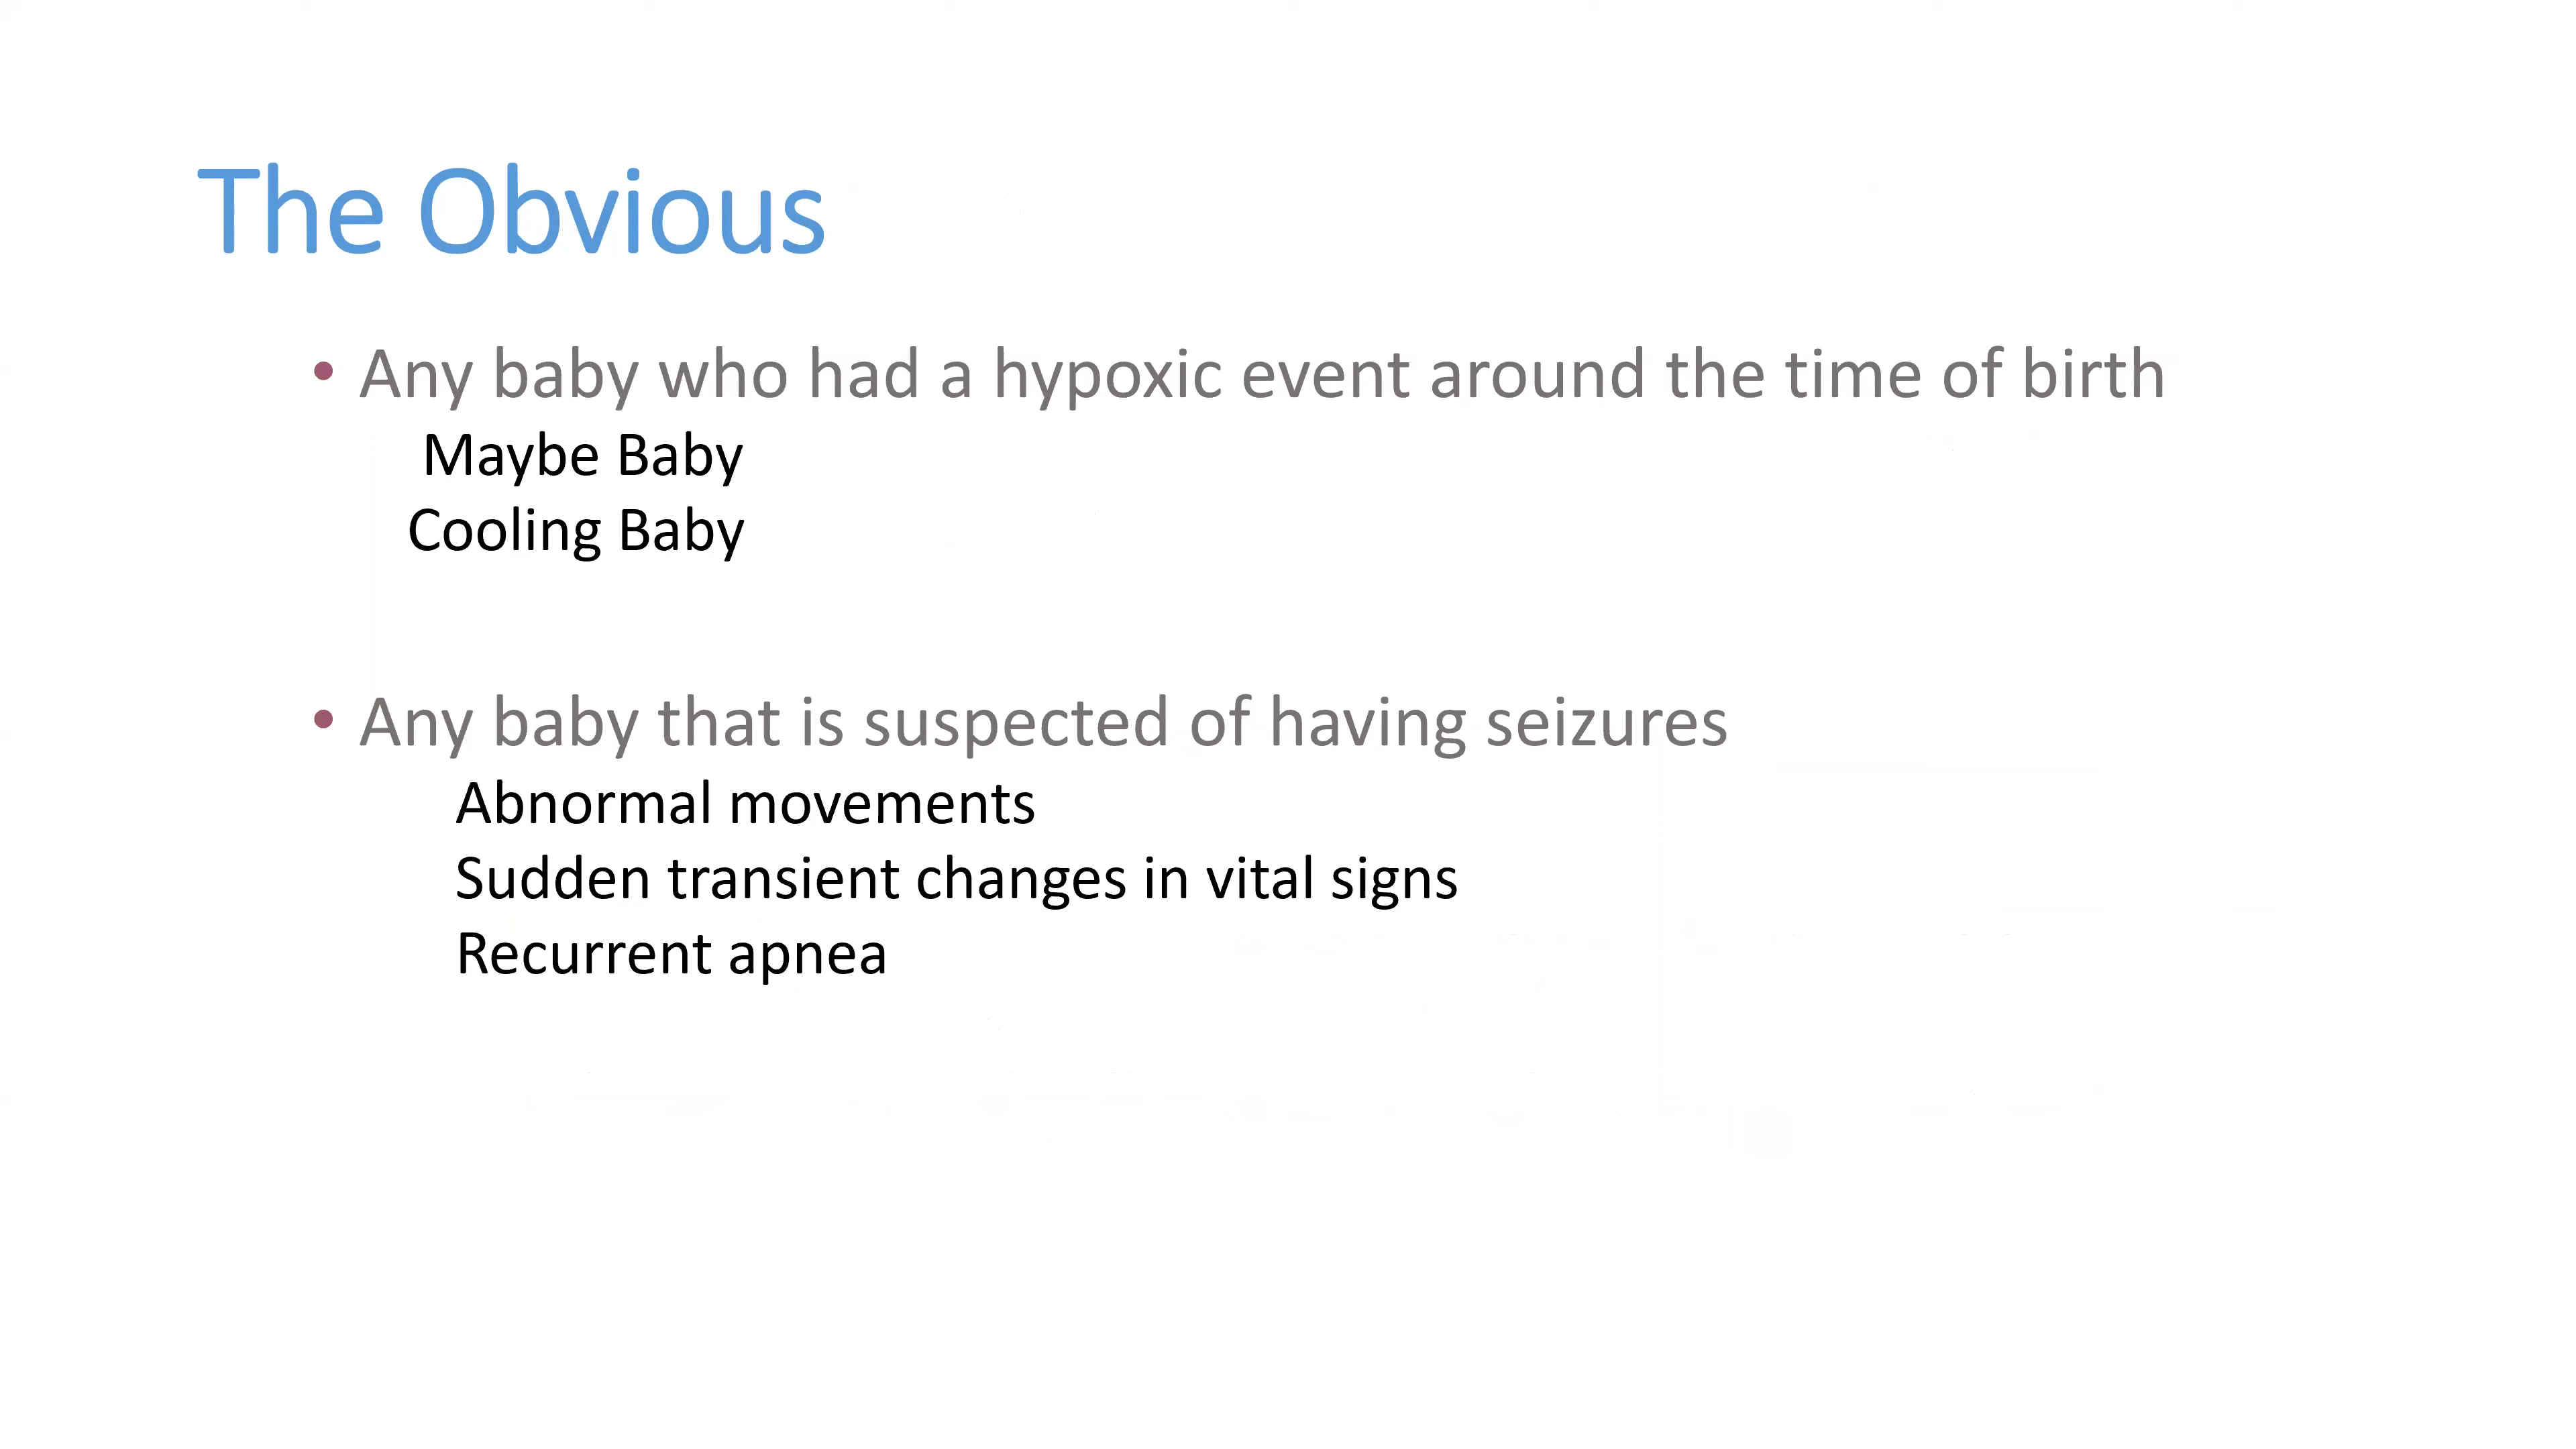 The Obvious
• Any baby who had a hypoxic event around the time of birth
Maybe Baby
Cooling Baby
• Any baby that is suspected of having seizures
Abnormal movements
Sudden transient changes in vital signs
Recurrent apnea